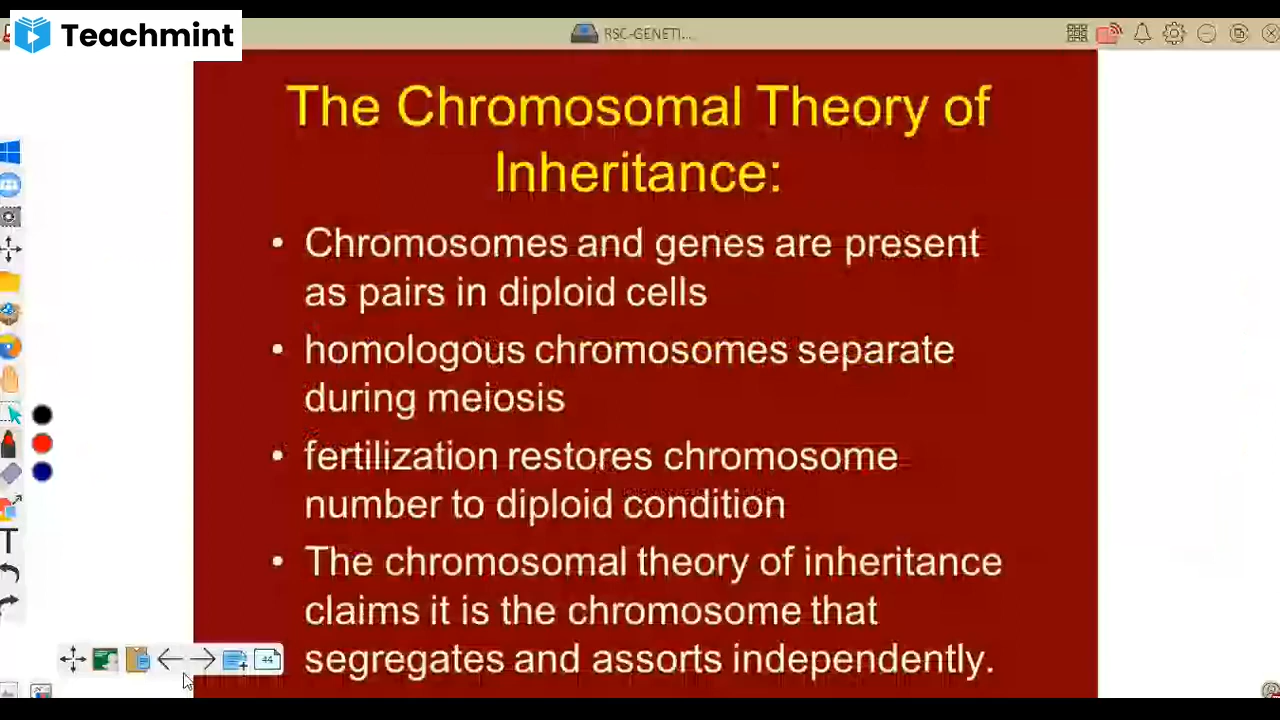 Teachmint
RSC-GENETI...
The Chromosomal Theory of
Inheritance:
• Chromosomes and genes are present
as pairs in diploid cells
• homologous chromosomes separate
during meiosis
• fertilization restores chromosome
number to diploid condition
• The chromosomal theory of inheritance
claims it is the chromosome that
segregates and assorts independently.
T
44